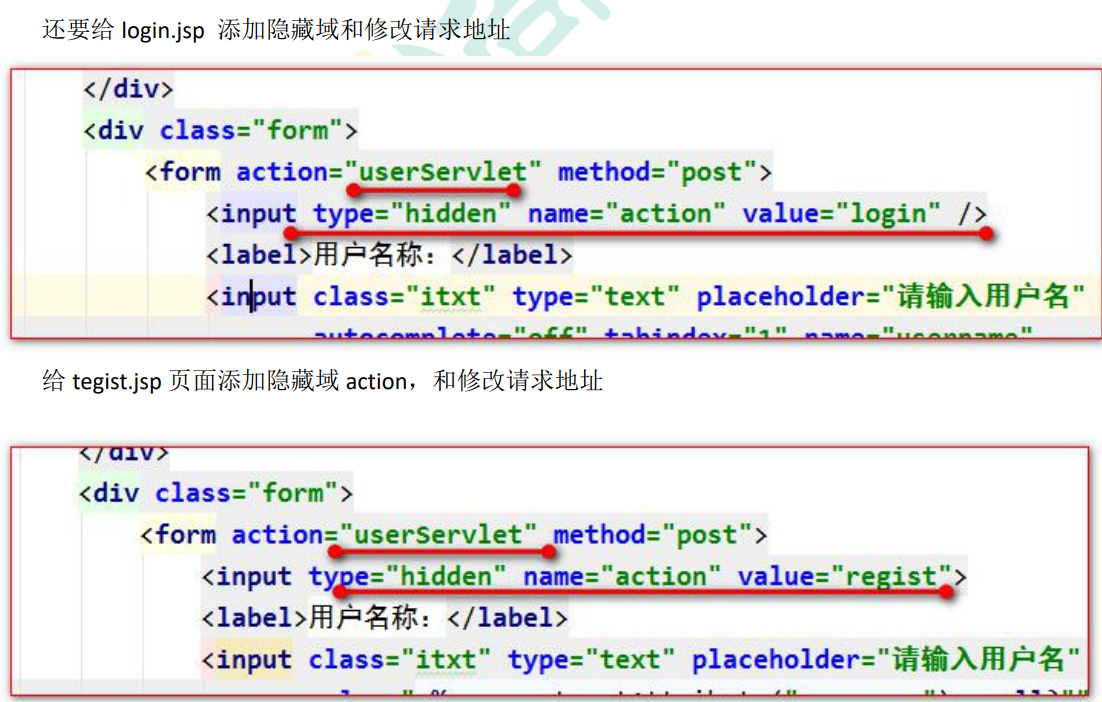 还要给 login.jsp 添加隐藏域和修改请求地址
</div>
<div class="form">
<form action="userServlet" method="post">
<input type="hidden" name="action" value="login" />
<label>用户名称：</label>
<input class="itxt" type="text" placeholder="请输入用户名"
autocomplete="off" tabindex="1" name="username"
给 tegist.jsp 页面添加隐藏域 action，和修改请求地址
</div>
<div class="form">
<form action="userServlet" method="post">
<input type="hidden" name="action" value="regist">
<label>用户名称：</label>
<input class="itxt" type="text" placeholder="请输入用户名"